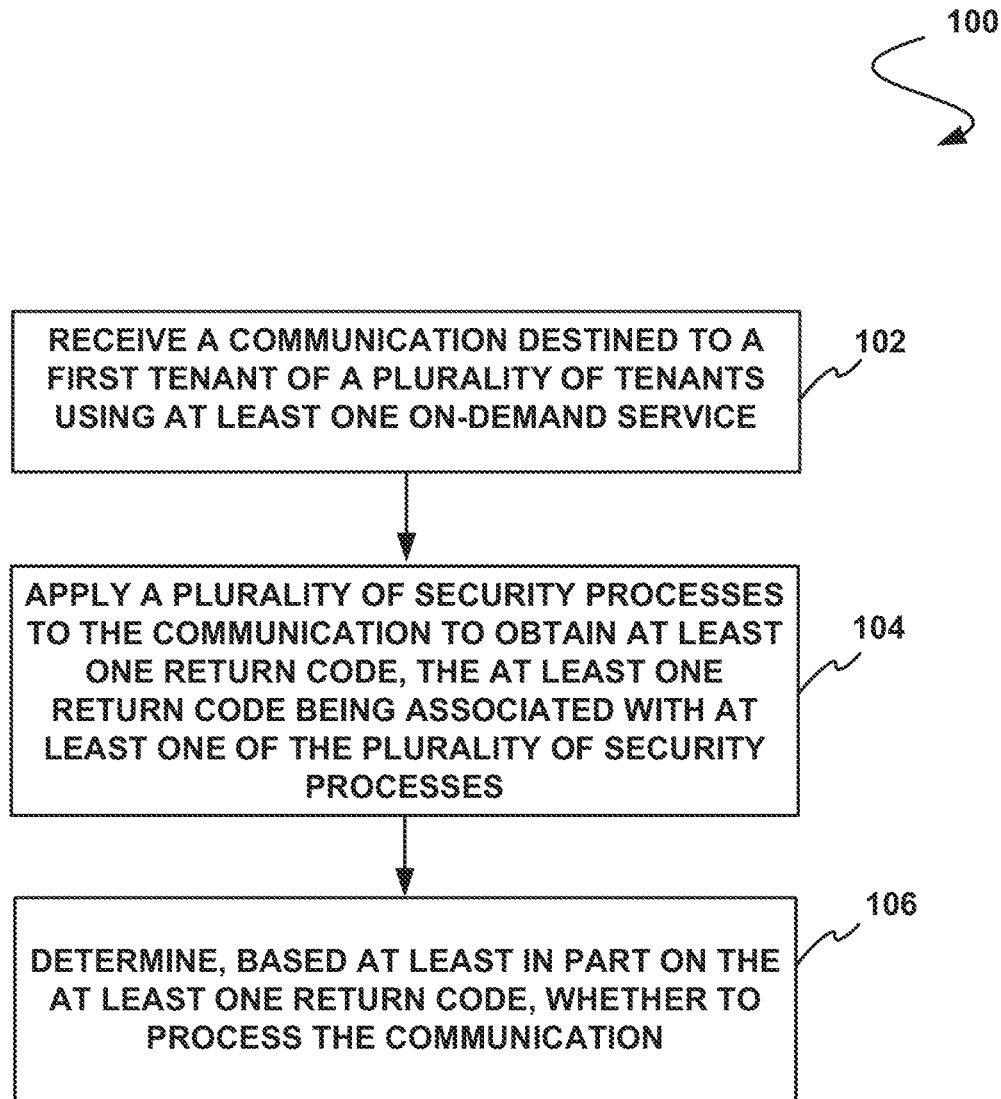 100
RECEIVE A COMMUNICATION DESTINED TO A
FIRST TENANT OF A PLURALITY OF TENANTS
USING AT LEAST ONE ON-DEMAND SERVICE
102
APPLY A PLURALITY OF SECURITY PROCESSES
TO THE COMMUNICATION TO OBTAIN AT LEAST
ONE RETURN CODE, THE AT LEAST ONE
RETURN CODE BEING ASSOCIATED WITH AT
LEAST ONE OF THE PLURALITY OF SECURITY
PROCESSES
104
DETERMINE, BASED AT LEAST IN PART ON THE
AT LEAST ONE RETURN CODE, WHETHER TO
PROCESS THE COMMUNICATION
106